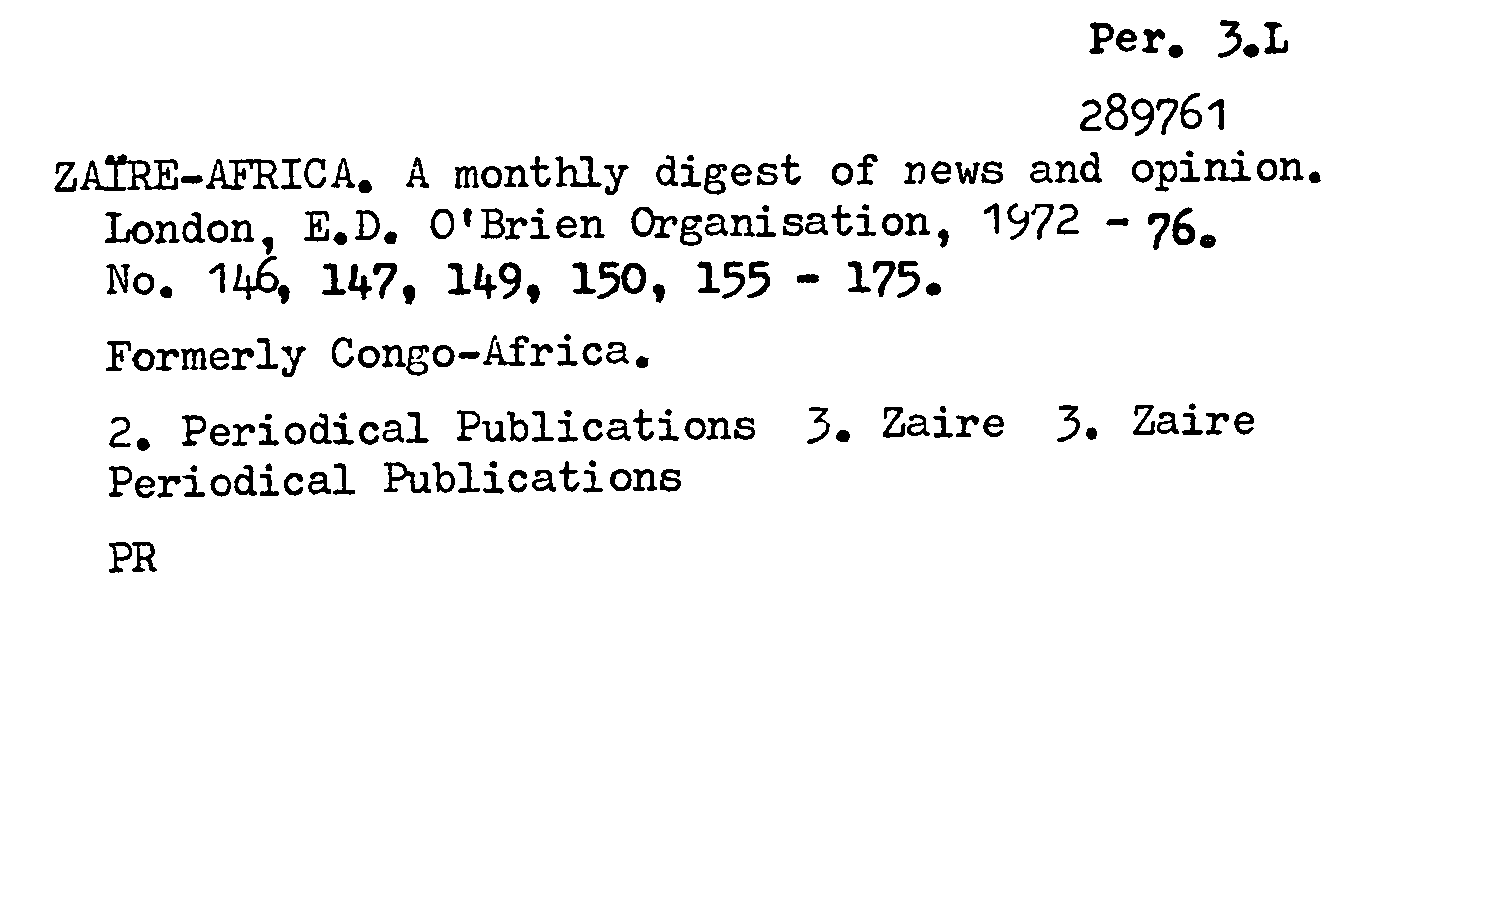 Per. 3.L
289761
ZAÏRE-AFRICA. A monthly digest of news and opinion.
London, E.D. O'Brien Organisation, 1972 - 76.
No. 146, 147, 149, 150, 155 - 175.
Formerly Congo-Africa.
2. Periodical Publications 3. Zaire 3. Zaire
Periodical Publications
PR